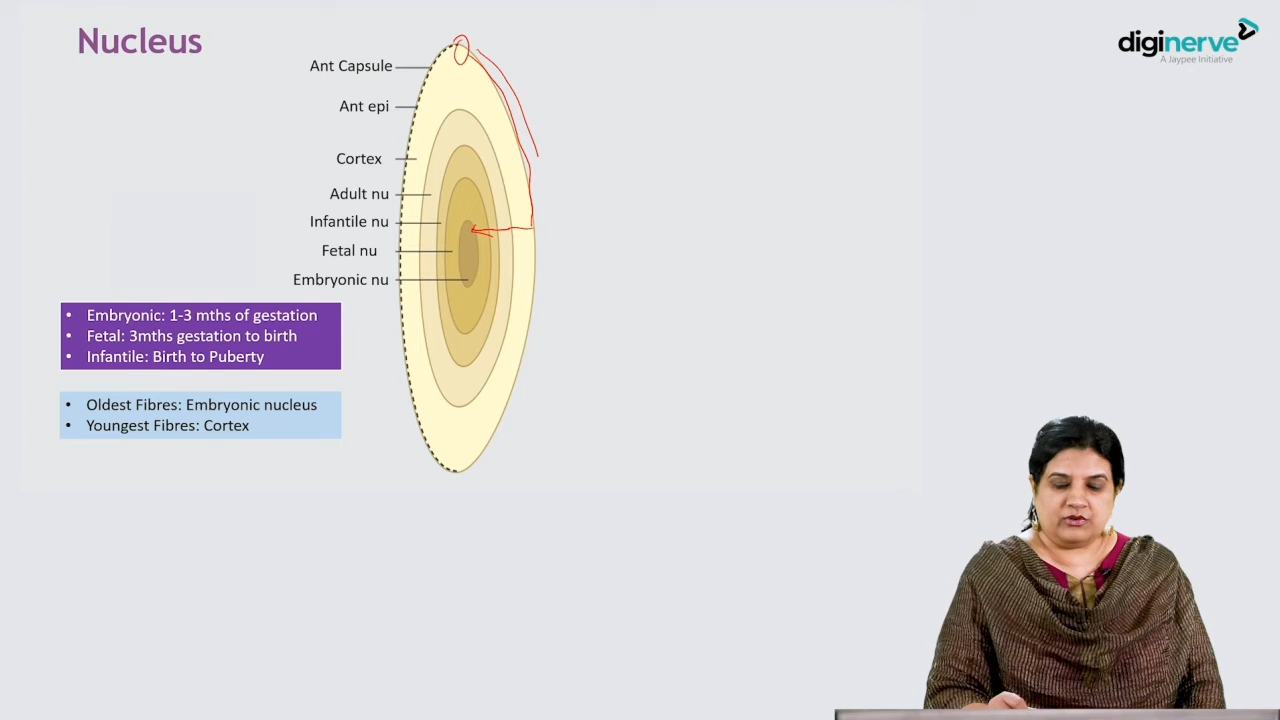 Nucleus
diginerve
A Jaypee Initiative
Ant Capsule
Ant epi
Cortex
Adult nu
Infantile nu
Fetal nu
Embryonic nu
• Embryonic: 1-3 mths of gestation
• Fetal: 3mths gestation to birth
• Infantile: Birth to Puberty
• Oldest Fibres: Embryonic nucleus
• Youngest Fibres: Cortex